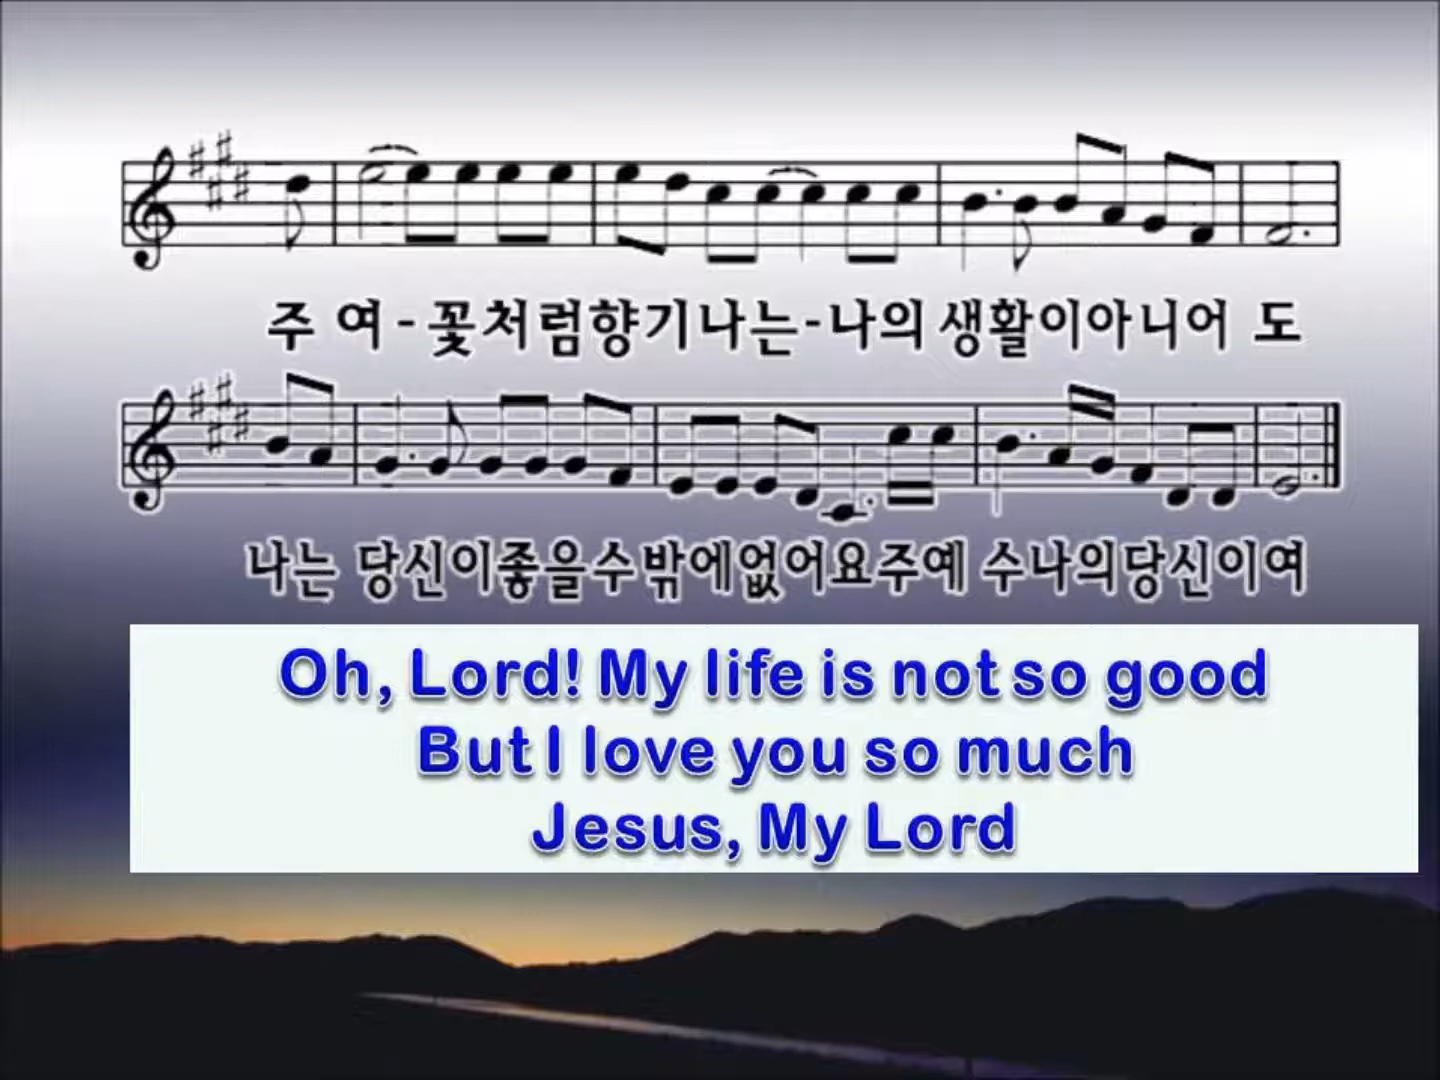 주 여-꽃처럼향기나는-나의 생활이아니어 도
나는 당신이좋을수밖에없어요주예 수나의당신이여
Oh, Lord! My life is not so good
But I love you so much
Jesus, My Lord